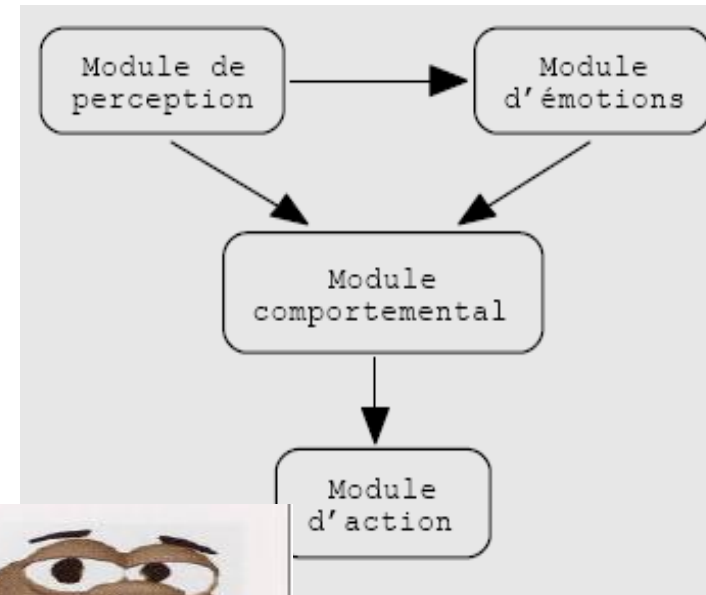 Module de
perception
Module
d'émotions
Module
comportemental
Module
d'action